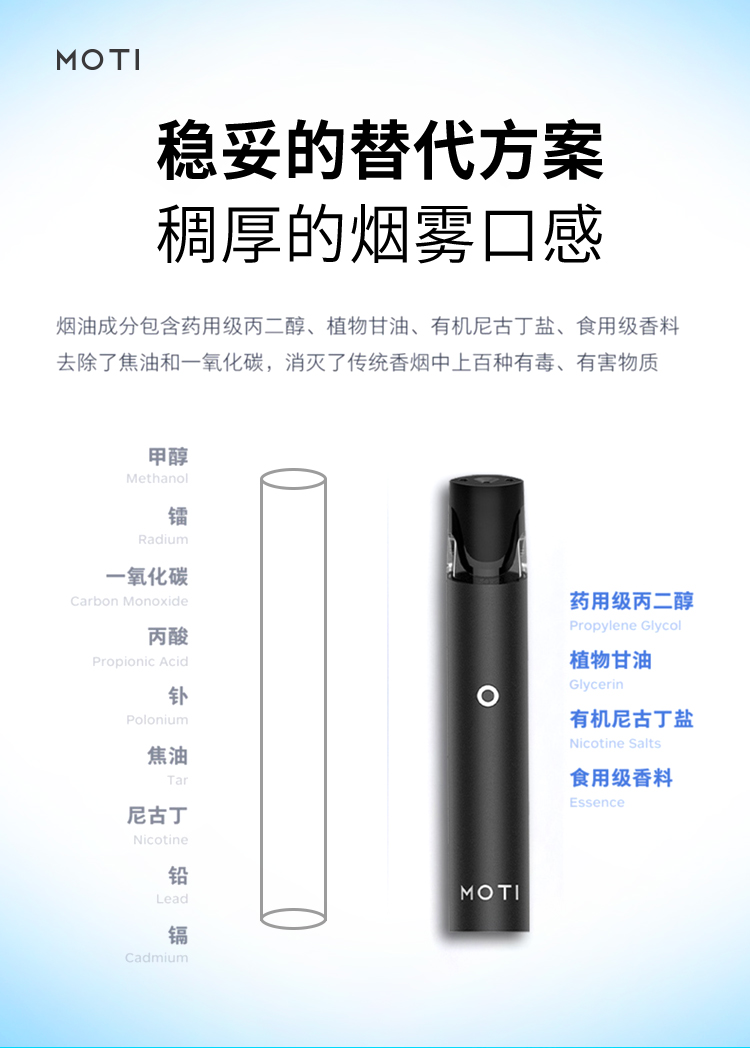 MOTI
稳妥的替代方案
稠厚的烟雾口感
烟油成分包含药用级丙二醇、植物甘油、有机尼古丁盐、食用级香料
去除了焦油和一氧化碳，消灭了传统香烟中上百种有毒、有害物质
甲醇
Methanol
镭
Radium
一氧化碳
Carbon Monoxide
丙酸
Propionic Acid
钋
Polonium
焦油
Tar
尼古丁
Nicotine
铅
Lead
镉
Cadmium
MOTI
药用级丙二醇
Propylene Glycol
植物甘油
Glycerin
有机尼古丁盐
Nicotine Salts
食用级香料
Essence